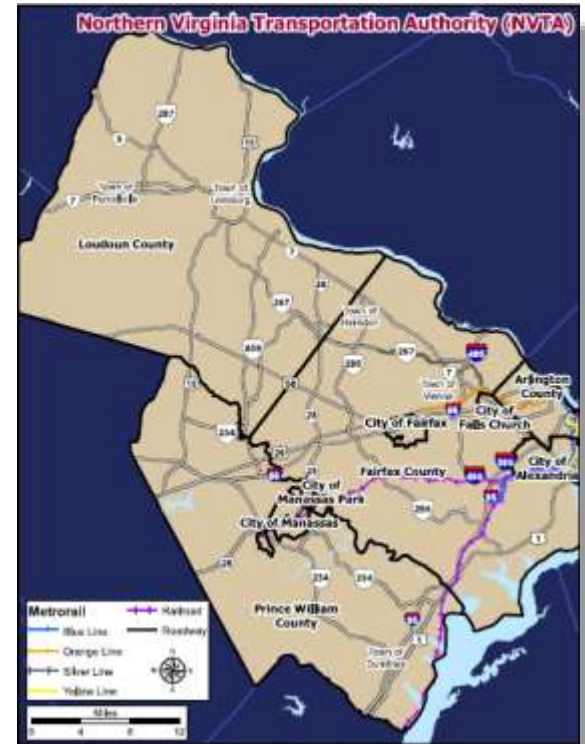 Northern Virginia Transportation Authority (NVTA)
287
9
15
7
Town of
Purcellville
Town of
Leesburg
Loudoun County
7
28
267
Town of
Herndon
659
286
267
495
7
Town of
Vienna
Arlington
County
15
50
66
City of Fairfax
City of
Falls Church
234
29
29
66
Fairfax County
495
395
City of
Alexandria
City of
Manassas Park
95
City of Manassas
1
28
234
234
Prince William
County
95
1
Town of
Dumfries
Metrorail
Blue Line
Orange Line
Silver Line
Yellow Line
Railroad
Roadway
Miles
0 4 8 12